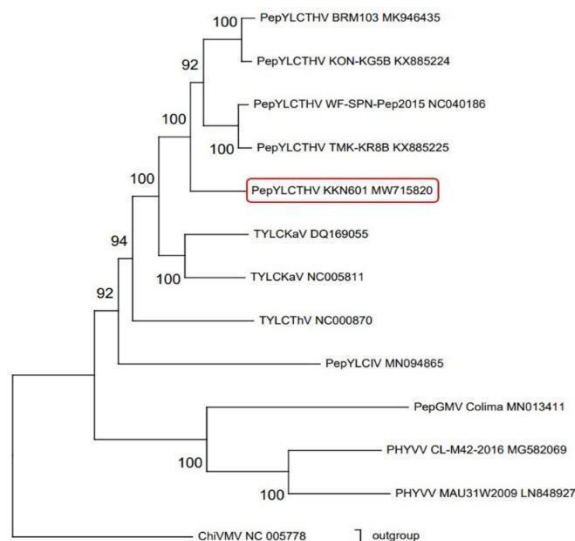 PepYLCTHV BRM103 MK946435
100
PepYLCTHV KON-KG5B KX885224
92
PepYLCTHV WF-SPN-Pep2015 NC040186
100
100
PepYLCTHV TMK-KR8B KX885225
100
PepYLCTHV KKN601 MW715820
TYLCKaV DQ169055
94
100
TYLCKaV NC005811
92
TYLCThV NC000870
PepYLCIV MN094865
PepGMV Colima MN013411
100
PHYVV CL-M42-2016 MG582069
100
PHYVV MAU31W2009 LN848927
ChiVMV NC 005778
outgroup